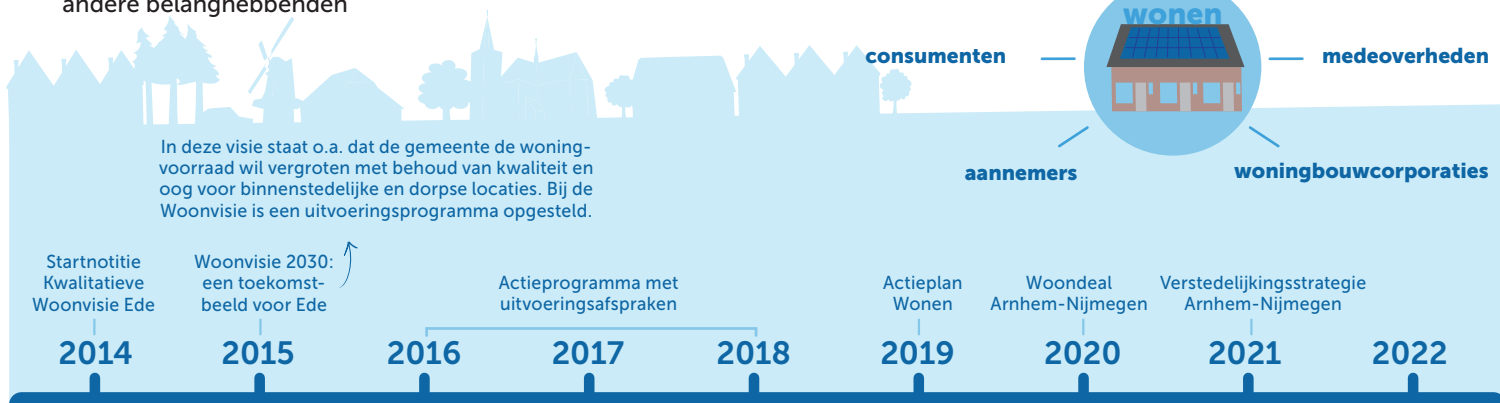 andere belanghebbenden
wonen
consumenten
medeoverheden
aannemers
woningbouwcorporaties
In deze visie staat o.a. dat de gemeente de woning-
voorraad wil vergroten met behoud van kwaliteit en
oog voor binnenstedelijke en dorpse locaties. Bij de
Woonvisie is een uitvoeringsprogramma opgesteld.
Startnotitie
Kwalitatieve
Woonvisie Ede
Woonvisie 2030:
een toekomst-
beeld voor Ede
Actieprogramma met
uitvoeringsafspraken
Actieplan
Wonen
Woondeal
Arnhem-Nijmegen
Verstedelijkingsstrategie
Arnhem-Nijmegen
2014 2015 2016 2017 2018 2019 2020 2021 2022